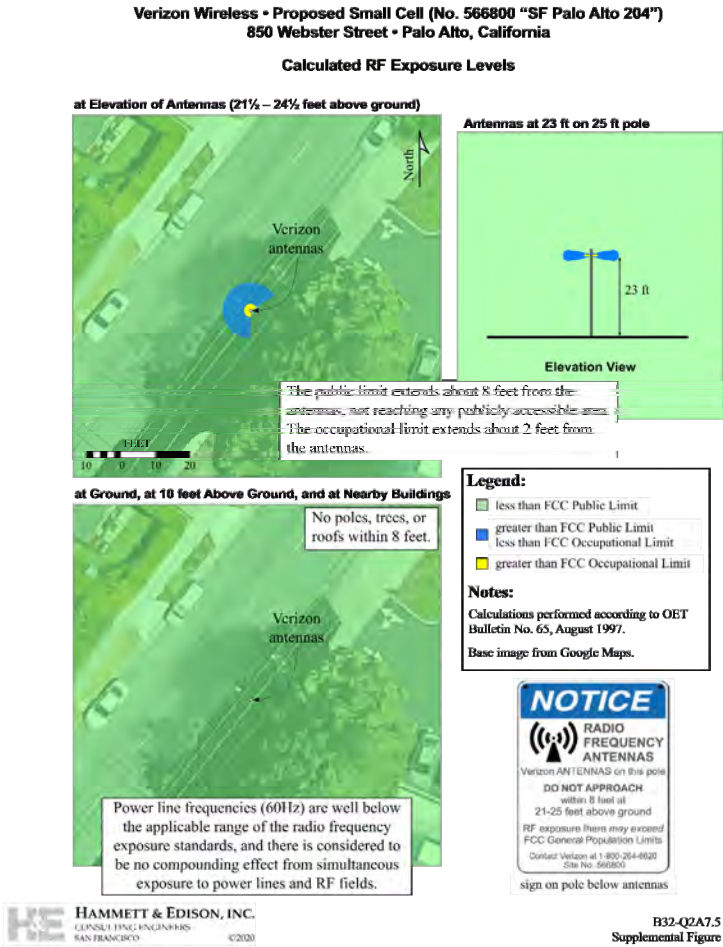 Verizon Wireless • Proposed Small Cell (No. 566800 “SF Palo Alto 204”)
850 Webster Street • Palo Alto, California
Calculated RF Exposure Levels
at Elevation of Antennas (21½ – 24½ feet above ground)
North
Verizon
antennas
FEET
10 0 10 20
Antennas at 23 ft on 25 ft pole
23 ft
Elevation View
The public limit extends about 8 feet from the
antennas, not reaching any publicly accessible area.
The occupational limit extends about 2 feet from
the antennas.
at Ground, at 10 feet Above Ground, and at Nearby Buildings
No poles, trees, or
roofs within 8 feet.
Verizon
antennas
Power line frequencies (60Hz) are well below
the applicable range of the radio frequency
exposure standards, and there is considered to
be no compounding effect from simultaneous
exposure to power lines and RF fields.
Legend:
less than FCC Public Limit
greater than FCC Public Limit
less than FCC Occupational Limit
greater than FCC Occupational Limit
Notes:
Calculations performed according to OET
Bulletin No. 65, August 1997.
Base image from Google Maps.
NOTICE
RADIO
FREQUENCY
ANTENNAS
Verizon ANTENNAS on this pole
DO NOT APPROACH
within 8 feet at
21-25 feet above ground
RF exposure there may exceed
FCC General Population Limits
Contact Verizon at 1-800-264-6620
Site No. 566800
sign on pole below antennas
H&E
HAMMETT & EDISON, INC.
CONSULTING ENGINEERS
SAN FRANCISCO ©2020
B32-Q2A7.5
Supplemental Figure